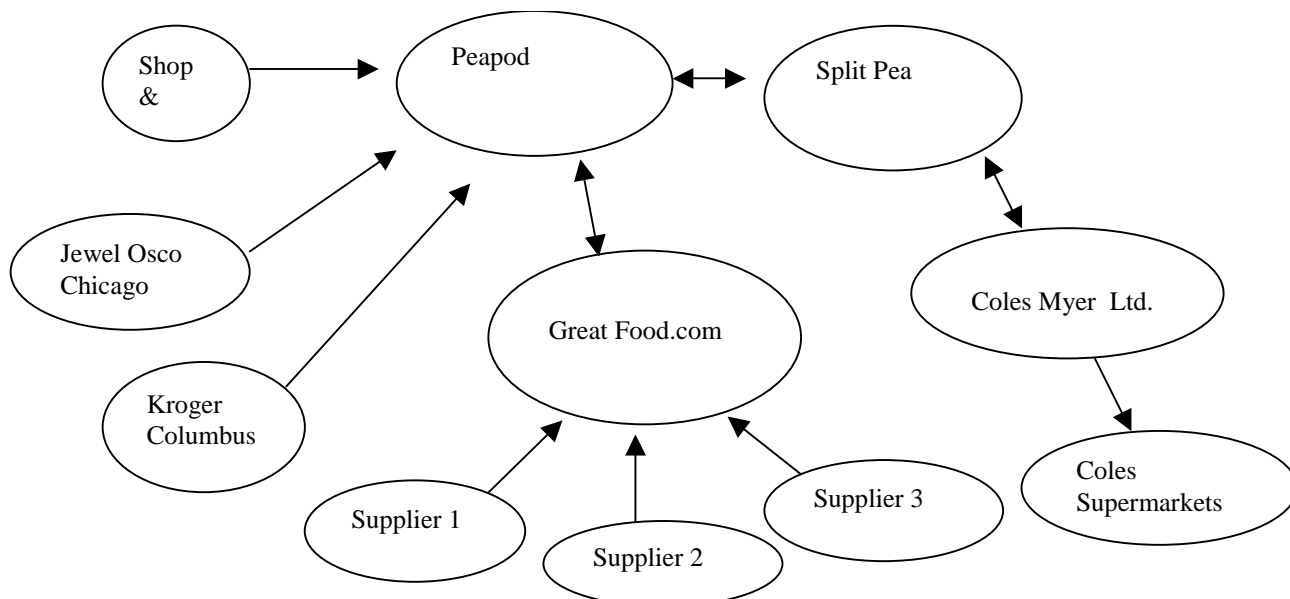 Shop
&
Peapod
Split Pea
Jewel Osco
Chicago
Great Food.com
Coles Myer  Ltd.
Kroger
Columbus
Supplier 1
Supplier 2
Supplier 3
Coles
Supermarkets